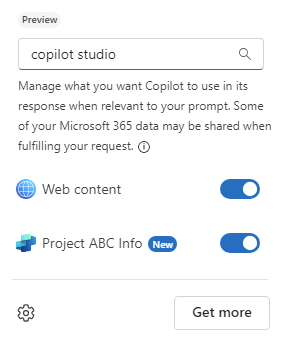 Preview
copilot studio
Manage what you want Copilot to use in its
response when relevant to your prompt. Some
of your Microsoft 365 data may be shared when
fulfilling your request.
Web content
Project ABC Info New
Get more